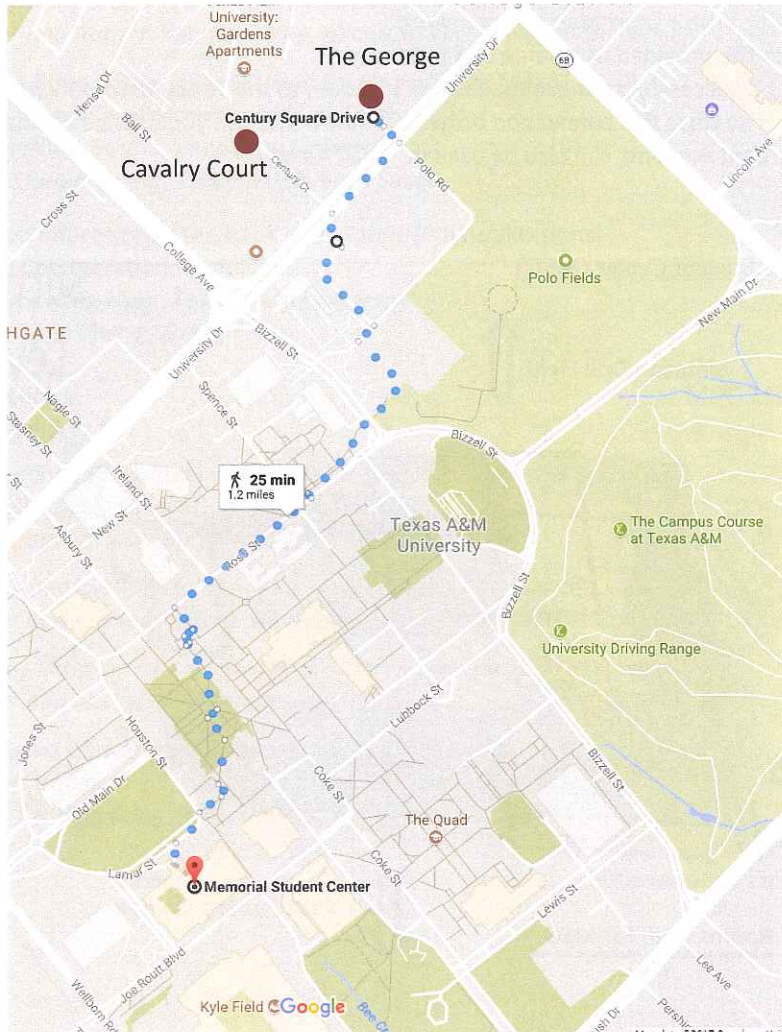 University:
Gardens
Apartments
The George
University Dr
6B
Hensel Dr
Ball St
Century Square Drive
Century Ct
Cavalry Court
Polo Rd
Lincoln Ave
Cross St
College Ave
Polo Fields
New Main Dr
HGATE
University Dr
Bizzell St
Spence St
Nagle St
Stasney St
Bizzell St
25 min
1.2 miles
Ireland St
New St
Asbury St
Texas A&M
University
The Campus Course
at Texas A&M
Ross St
Bizzell St
University Driving Range
Lubbock St
Jones St
Houston St
Bizzell St
Old Main Dr
Coke St
The Quad
Lamar St
Coke St
Memorial Student Center
Lewis St
Joe Routt Blvd
Wellborn Rd
Lee Ave
Kyle Field
Google
Bee Cr